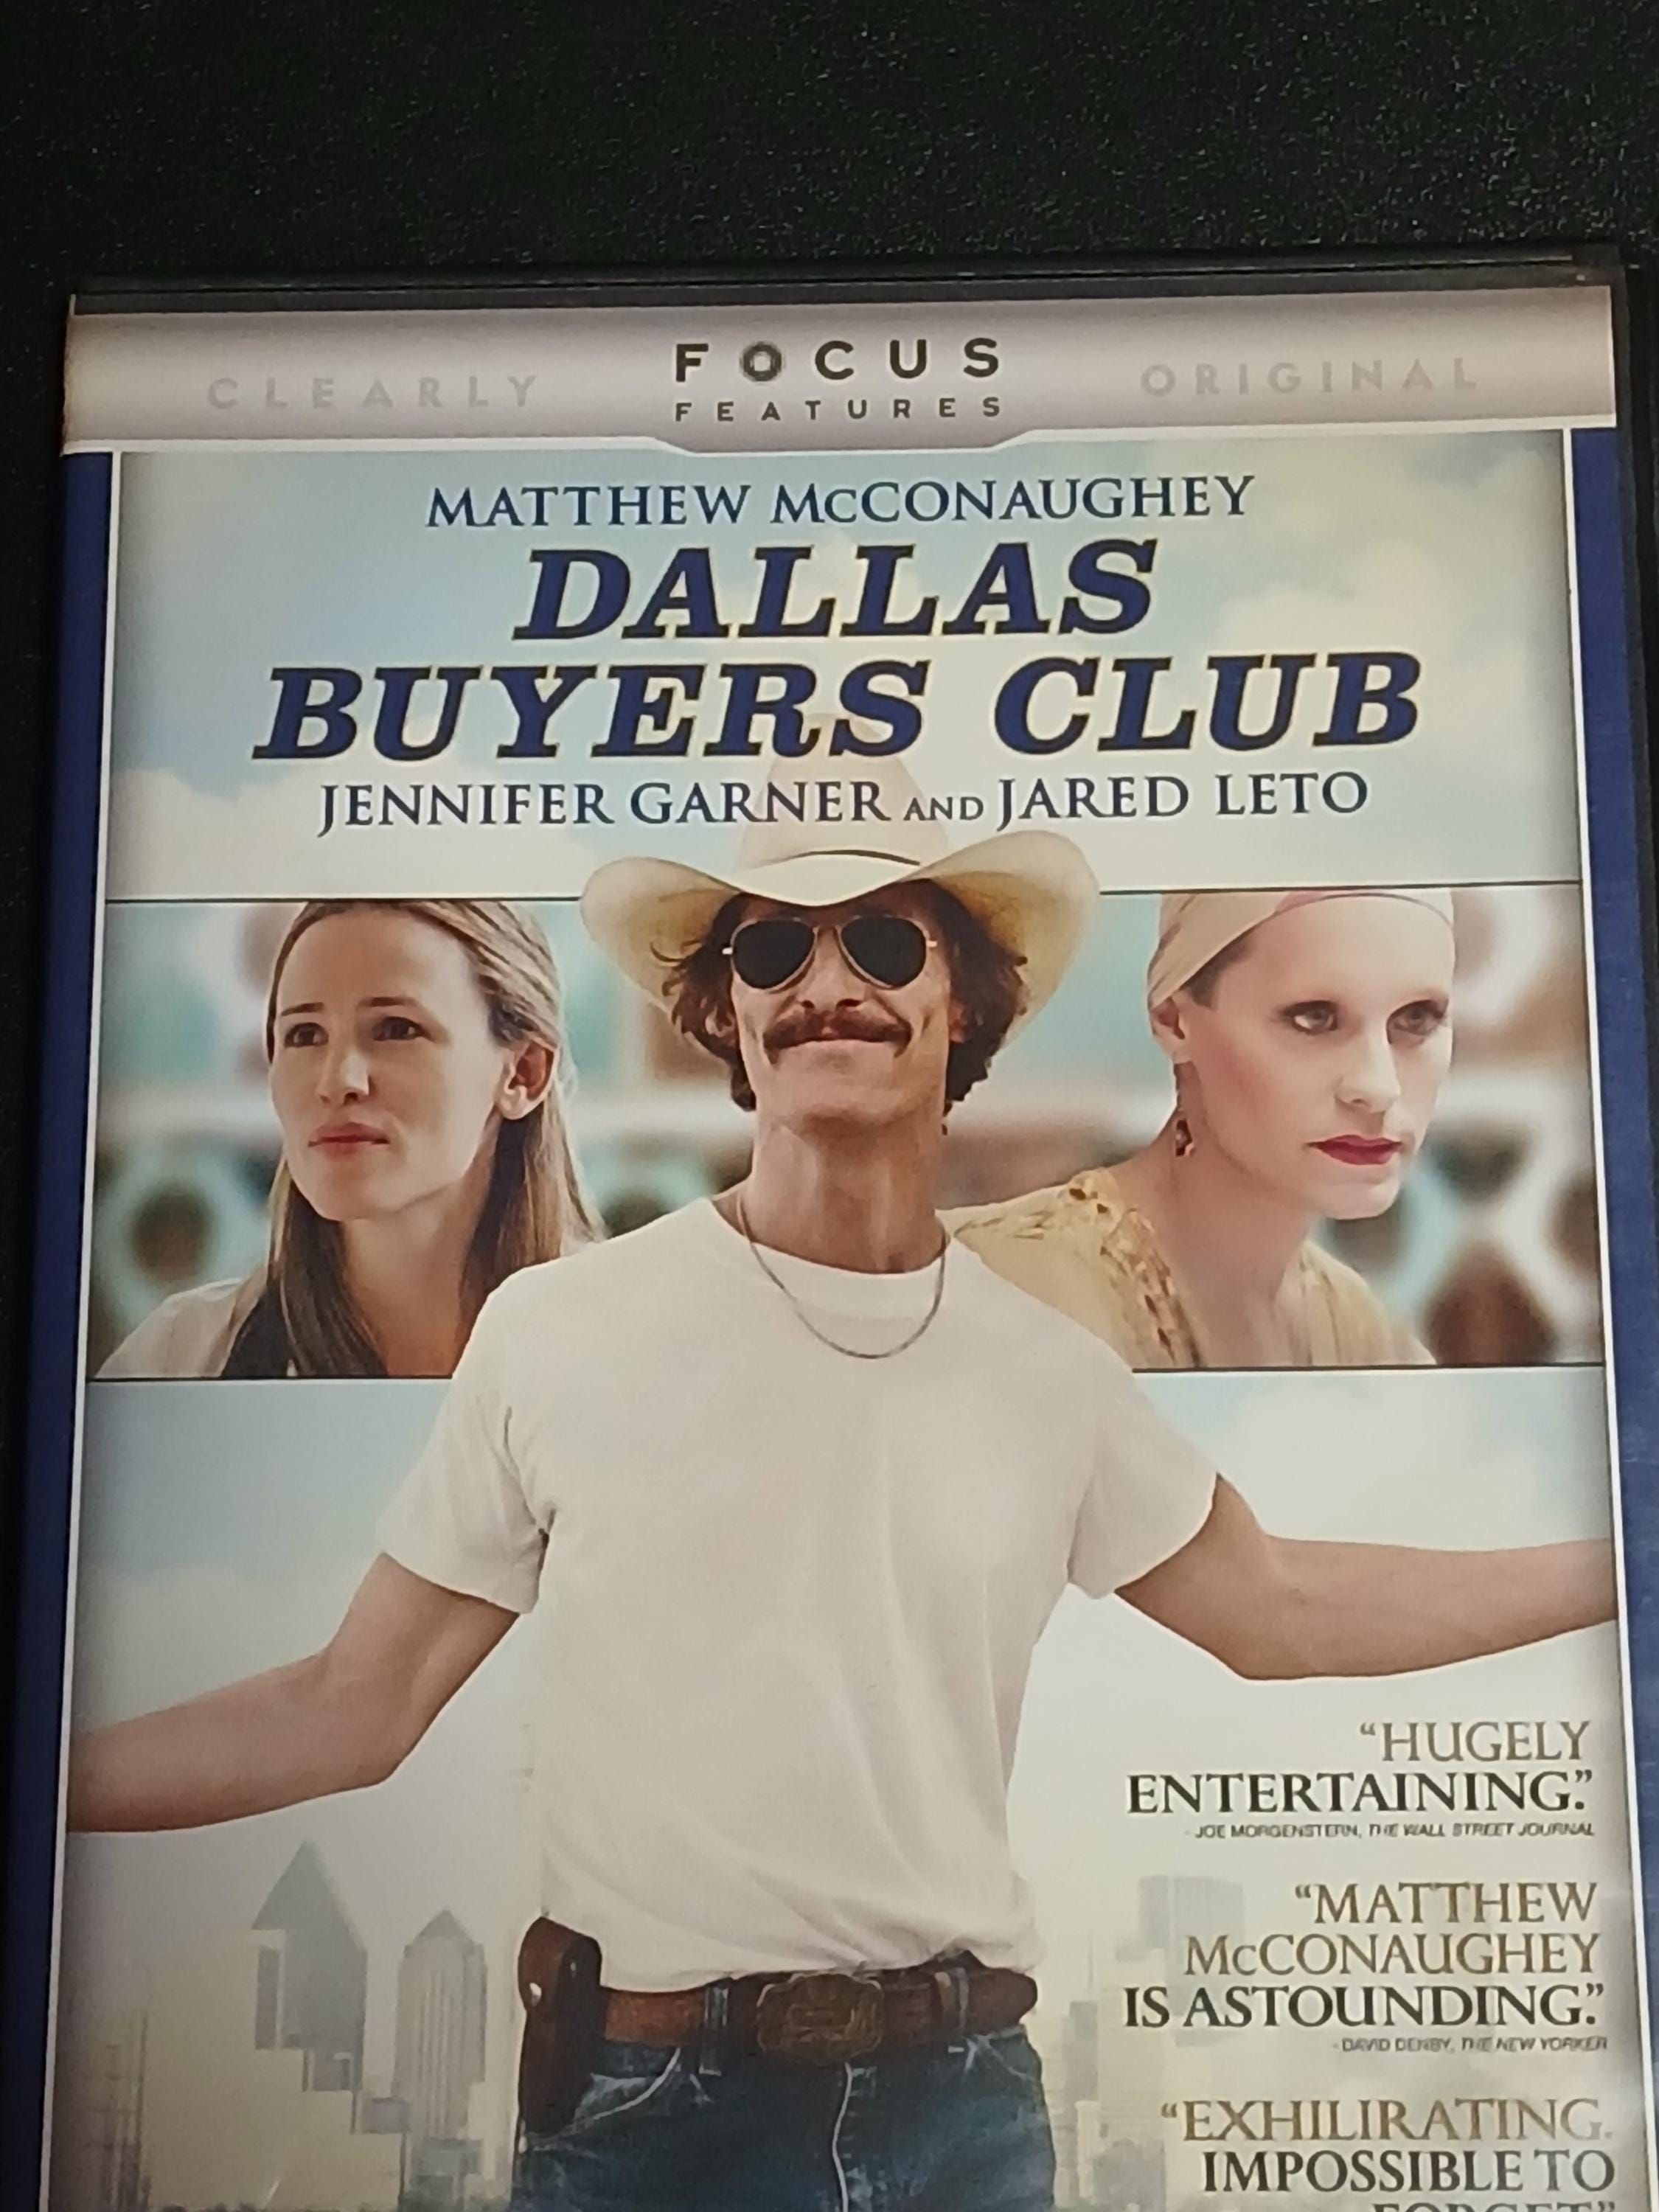 CLEARLY FOCUS ORIGINAL
FEATURES
MATTHEW McCONAUGHEY
DALLAS
BUYERS CLUB
JENNIFER GARNER AND JARED LETO
“HUGELY
ENTERTAINING.”
- JOE MORGENSTERN, THE WALL STREET JOURNAL
“MATTHEW
McCONAUGHEY
IS ASTOUNDING.”
- DAVID DENBY, THE NEW YORKER
“EXHILIRATING.
IMPOSSIBLE TO
FORGET.”